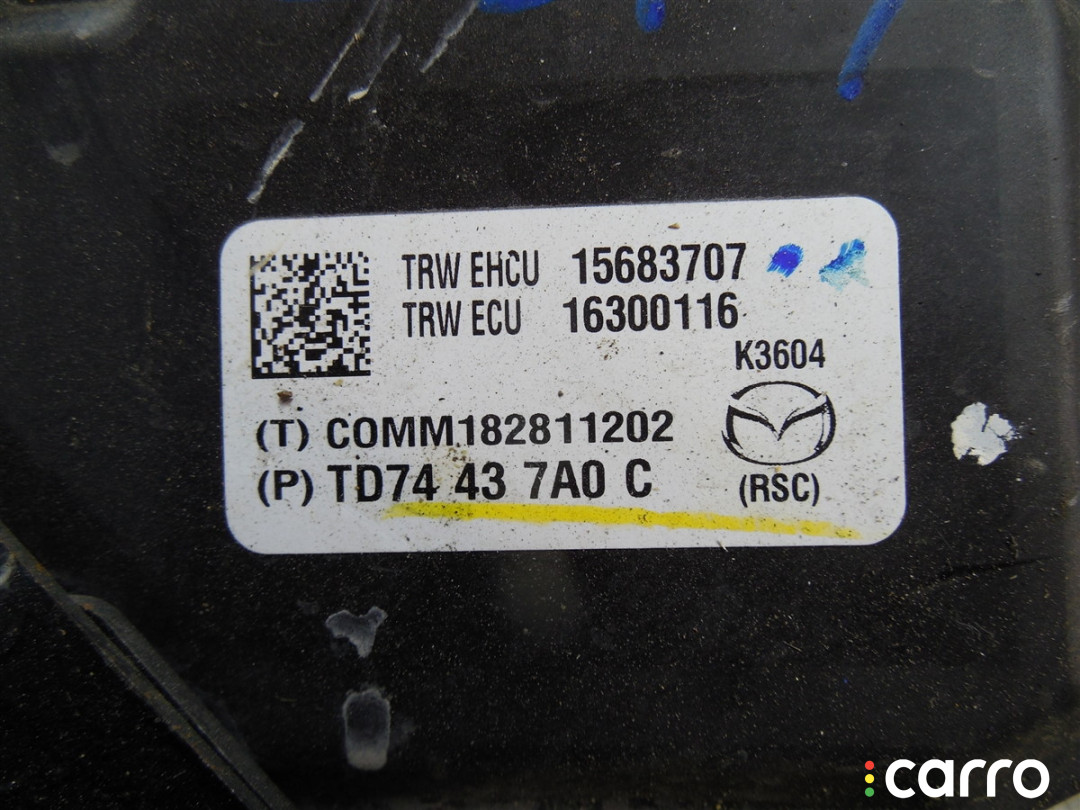 TRW EHCU 15683707
TRW ECU 16300116
K3604
(T) COMM182811202
(P) TD74 43 7A0 C
(RSC)
carro